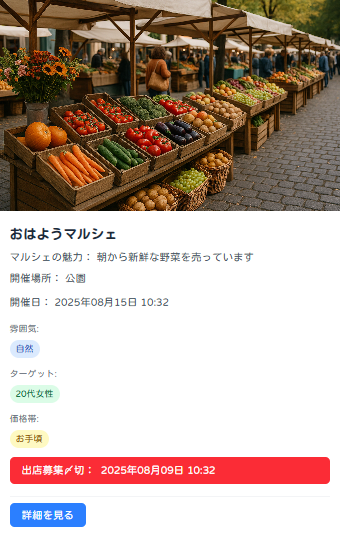 おはようマルシェ
マルシェの魅力： 朝から新鮮な野菜を売っています
開催場所： 公園
開催日： 2025年08月15日 10:32
雰囲気:
自然
ターゲット:
20代女性
価格帯:
お手頃
出店募集〆切： 2025年08月09日 10:32
詳細を見る